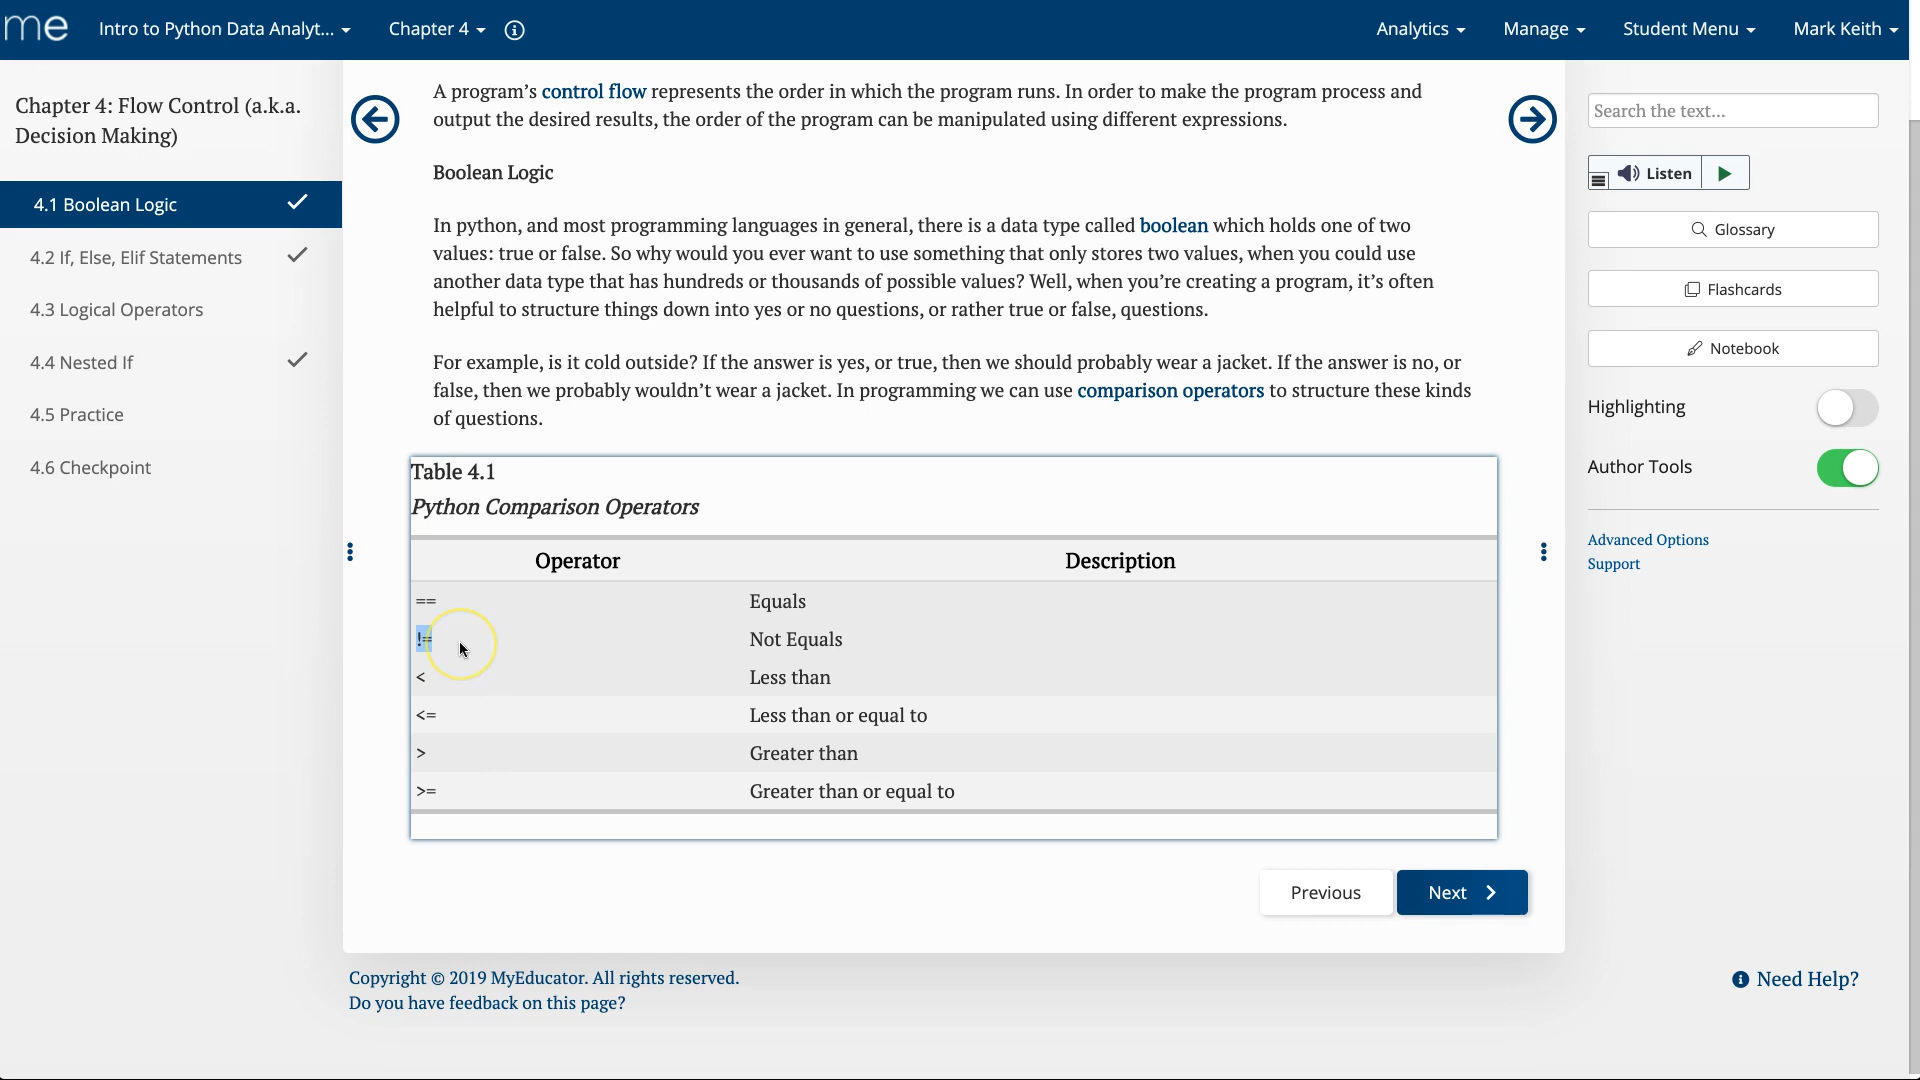 me
Intro to Python Data Analyt...
Chapter 4
Analytics
Manage
Student Menu
Mark Keith
Chapter 4: Flow Control (a.k.a.
Decision Making)
4.1 Boolean Logic
4.2 If, Else, Elif Statements
4.3 Logical Operators
4.4 Nested If
4.5 Practice
4.6 Checkpoint
A program’s control flow represents the order in which the program runs. In order to make the program process and
output the desired results, the order of the program can be manipulated using different expressions.
Boolean Logic
In python, and most programming languages in general, there is a data type called boolean which holds one of two
values: true or false. So why would you ever want to use something that only stores two values, when you could use
another data type that has hundreds or thousands of possible values? Well, when you’re creating a program, it’s often
helpful to structure things down into yes or no questions, or rather true or false, questions.
For example, is it cold outside? If the answer is yes, or true, then we should probably wear a jacket. If the answer is no, or
false, then we probably wouldn’t wear a jacket. In programming we can use comparison operators to structure these kinds
of questions.
Table 4.1
Python Comparison Operators
Operator Description
== Equals
!= Not Equals
< Less than
<= Less than or equal to
> Greater than
>= Greater than or equal to
Previous
Next
Search the text...
Listen
Glossary
Flashcards
Notebook
Highlighting
Author Tools
Advanced Options
Support
Copyright © 2019 MyEducator. All rights reserved.
Do you have feedback on this page?
Need Help?